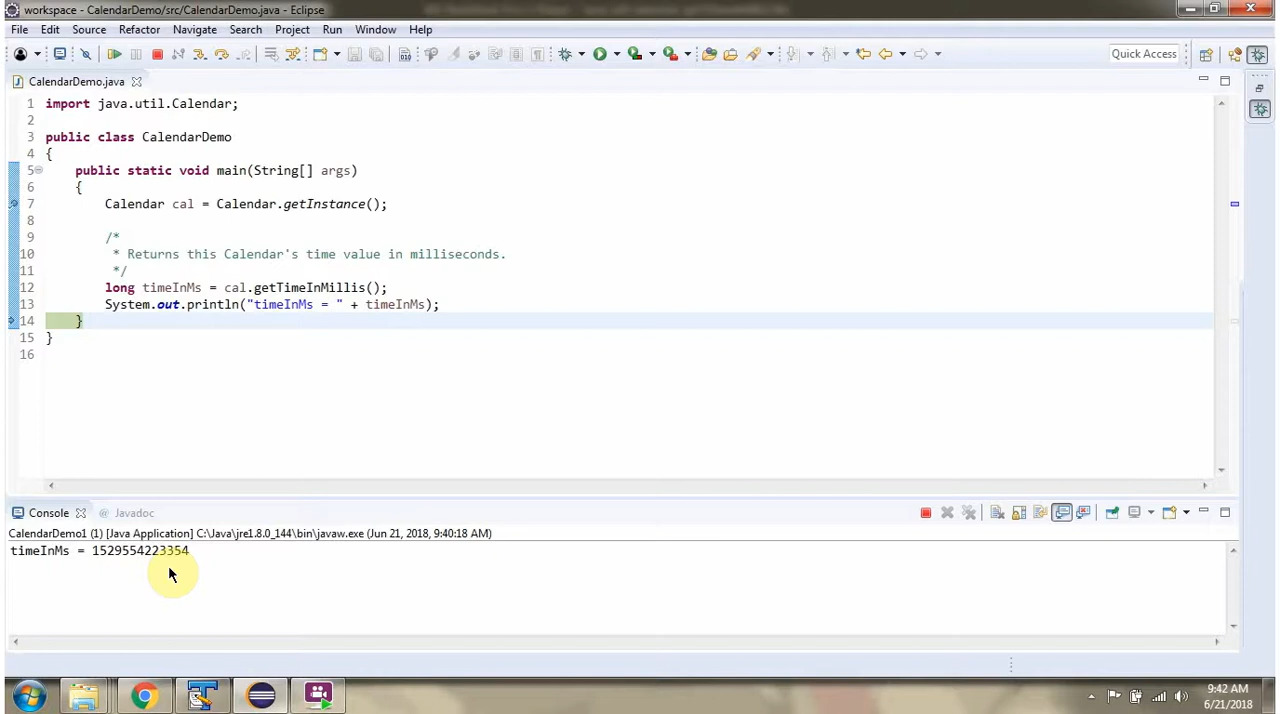 workspace - CalendarDemo/src/CalendarDemo.java - Eclipse
File Edit Source Refactor Navigate Search Project Run Window Help
Quick Access
CalendarDemo.java
1 import java.util.Calendar;
2
3 public class CalendarDemo
4 {
5 public static void main(String[] args)
6 {
7 Calendar cal = Calendar.getInstance();
8
9 /*
10 * Returns this Calendar's time value in milliseconds.
11 */
12 long timeInMs = cal.getTimeInMillis();
13 System.out.println("timeInMs = " + timeInMs);
14 }
15 }
16
Console @ Javadoc
CalendarDemo1 (1) [Java Application] C:\Java\jre1.8.0_144\bin\javaw.exe (Jun 21, 2018, 9:40:18 AM)
timeInMs = 1529554223354
9:42 AM
6/21/2018